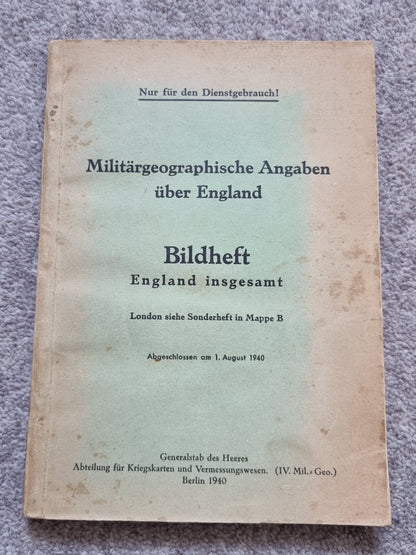 Nur für den Dienstgebrauch!
Militärgeographische Angaben
über England
Bildheft
England insgesamt
London siehe Sonderheft in Mappe B
Abgeschlossen am 1. August 1940
Generalstab des Heeres
Abteilung für Kriegskarten und Vermessungswesen. (IV. Mil.-Geo.)
Berlin 1940